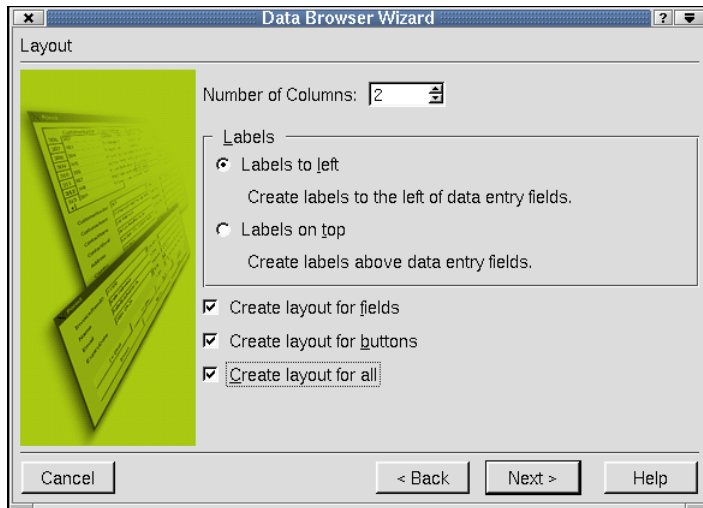 Data Browser Wizard
Layout
Number of Columns: 2
Labels
Labels to left
Create labels to the left of data entry fields.
Labels on top
Create labels above data entry fields.
Create layout for fields
Create layout for buttons
Create layout for all
Cancel
< Back
Next >
Help